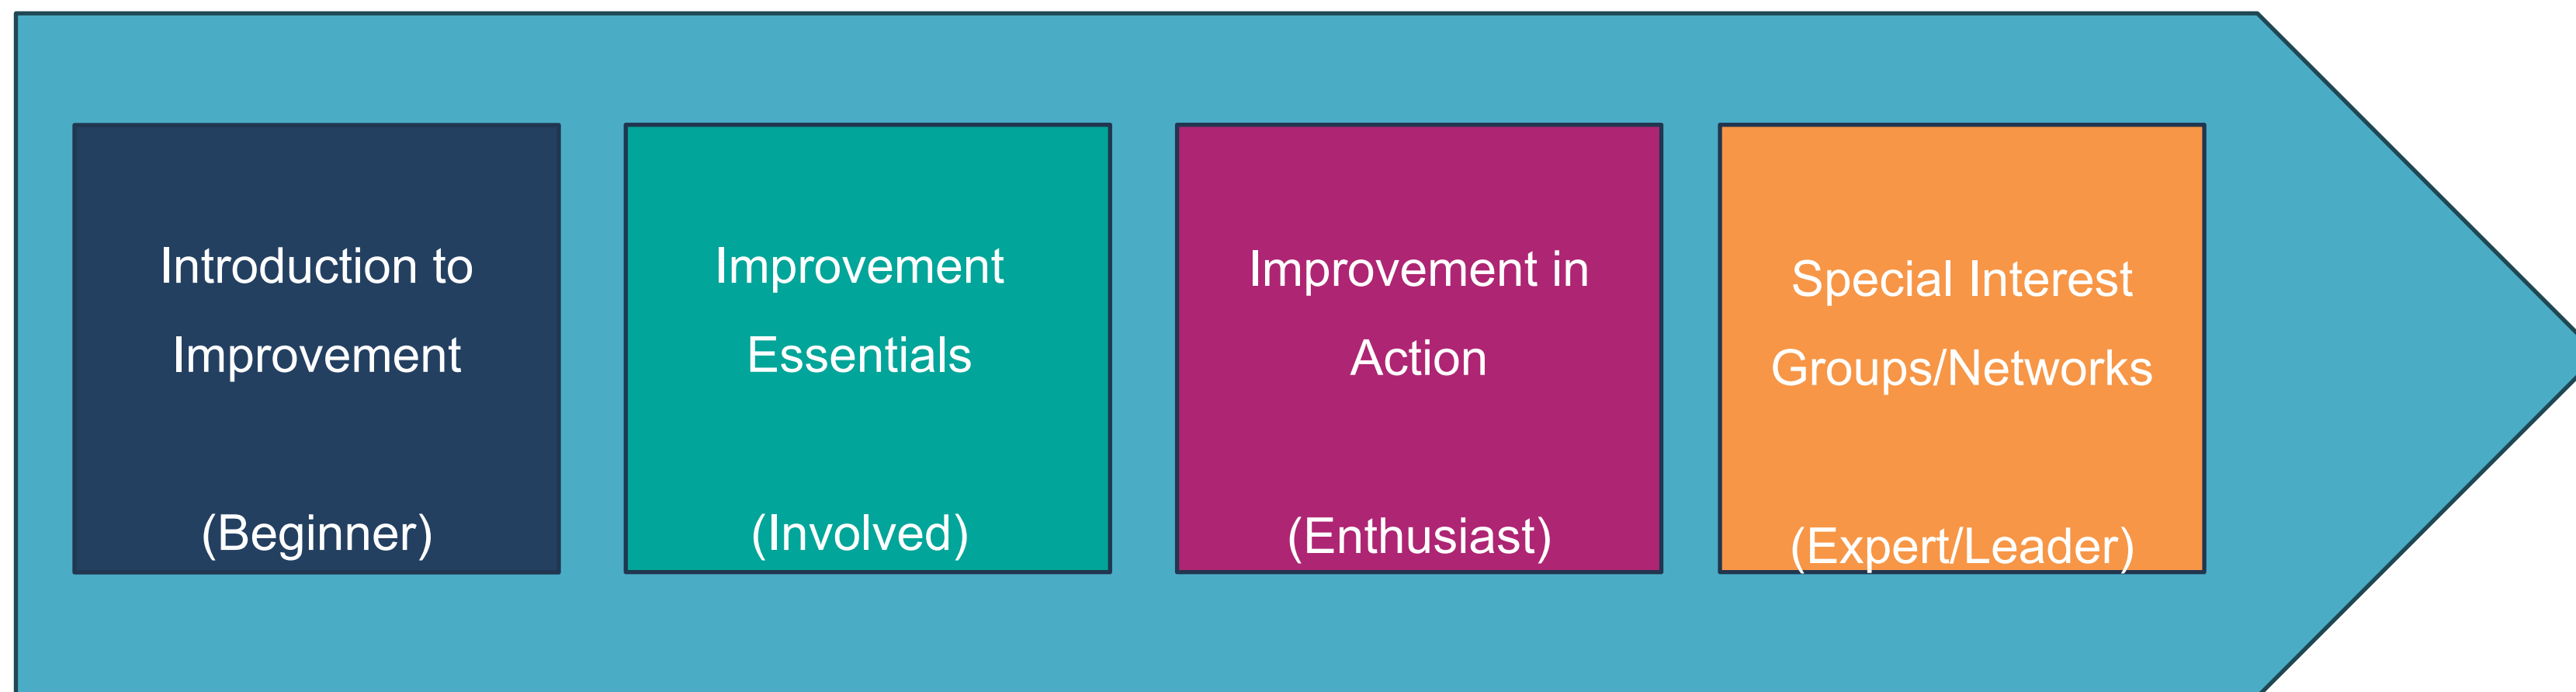 Introduction to
Improvement
(Beginner)
Improvement
Essentials
(Involved)
Improvement in
Action
(Enthusiast)
Special Interest
Groups/Networks
(Expert/Leader)